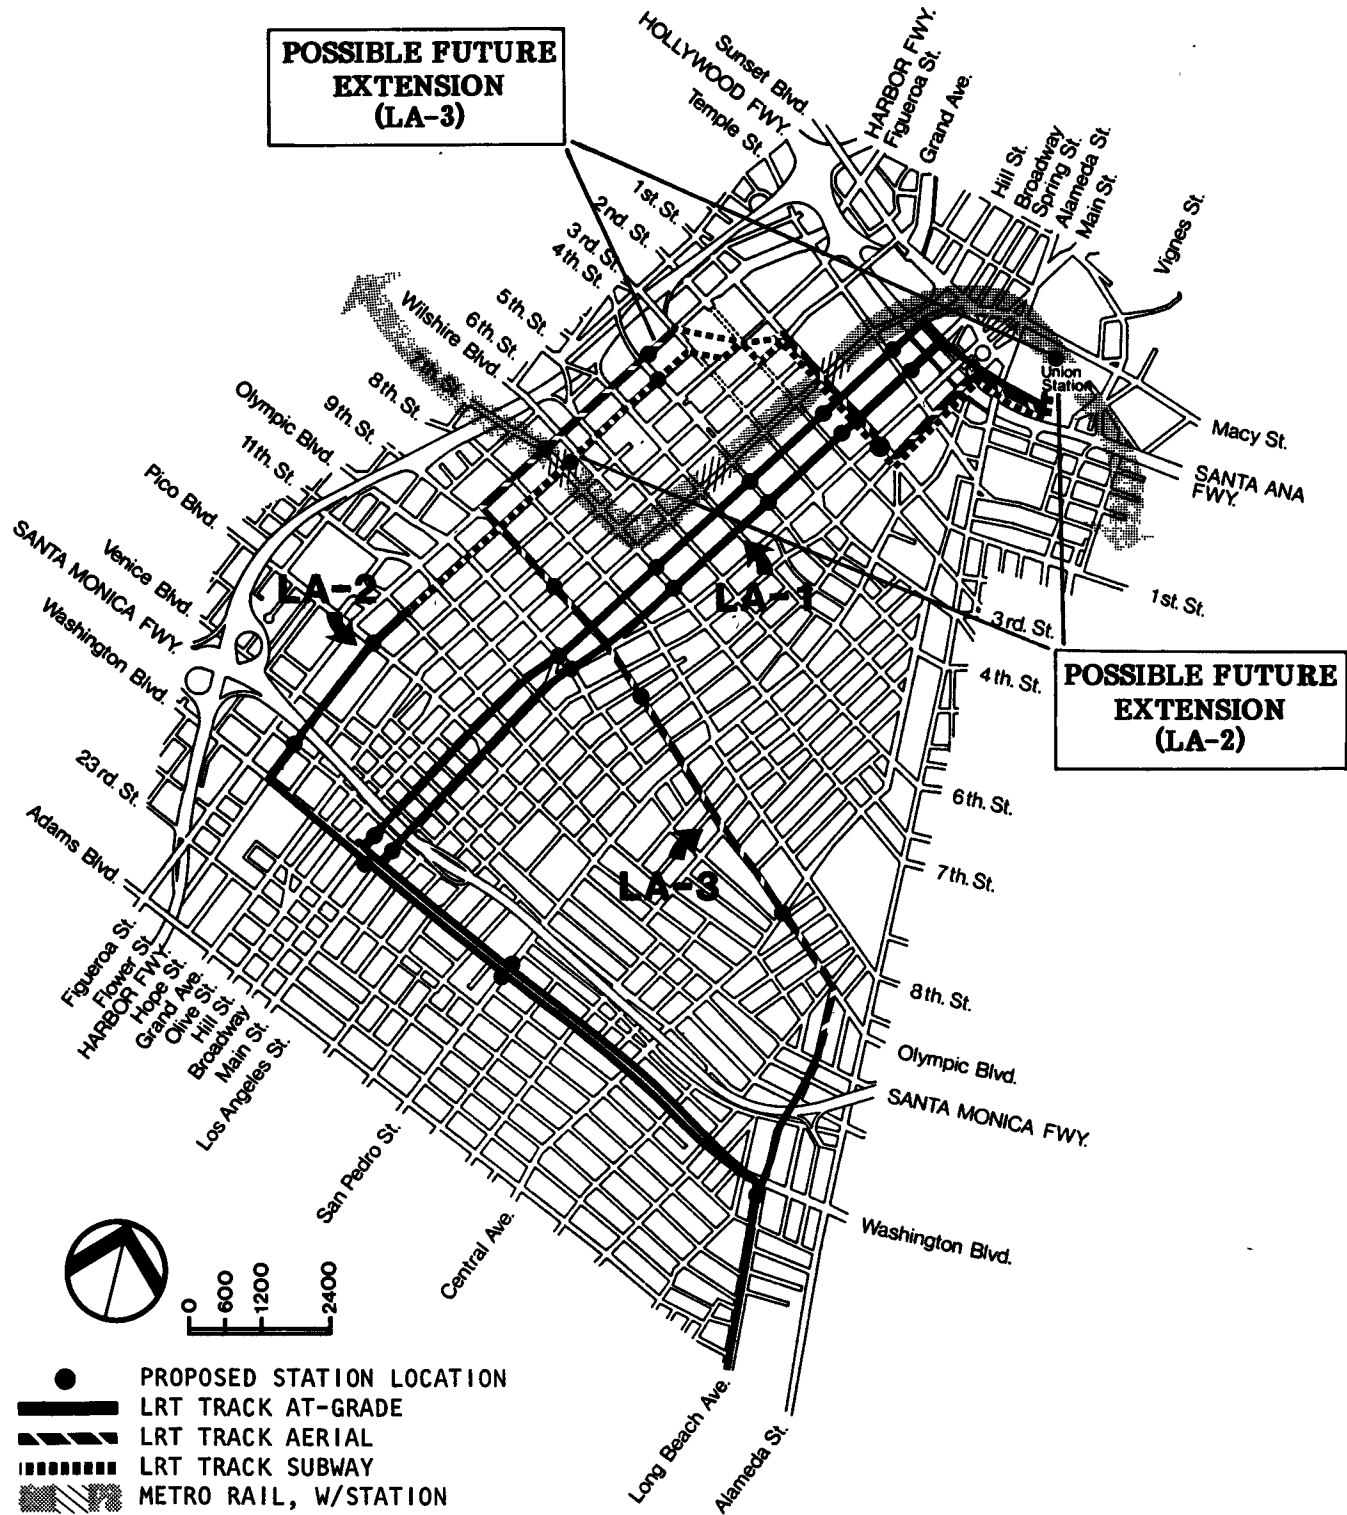 POSSIBLE FUTURE
EXTENSION
(LA-3)
HOLLYWOOD FWY.
Sunset Blvd.
HARBOR FWY.
Figueroa St.
Grand Ave.
Temple St.
Hill St.
Broadway
Spring St.
Alameda St.
Main St.
Vignes St.
1st. St.
2nd. St.
3rd. St.
4th. St.
5th. St.
6th. St.
Wilshire Blvd.
7th. St.
8th. St.
9th. St.
Olympic Blvd.
11th. St.
Pico Blvd.
Venice Blvd.
SANTA MONICA FWY.
Washington Blvd.
23rd. St.
Adams Blvd.
Union
Station
Macy St.
SANTA ANA
FWY.
1st. St.
3rd. St.
4th. St.
LA-2
LA-1
LA-3
POSSIBLE FUTURE
EXTENSION
(LA-2)
6th. St.
7th. St.
8th. St.
Olympic Blvd.
SANTA MONICA FWY.
Washington Blvd.
Figueroa St.
Flower St.
HARBOR FWY.
Hope St.
Grand Ave.
Olive St.
Hill St.
Broadway
Main St.
Los Angeles St.
San Pedro St.
Central Ave.
Long Beach Ave.
Alameda St.
0 600 1200 2400
PROPOSED STATION LOCATION
LRT TRACK AT-GRADE
LRT TRACK AERIAL
LRT TRACK SUBWAY
METRO RAIL, W/STATION